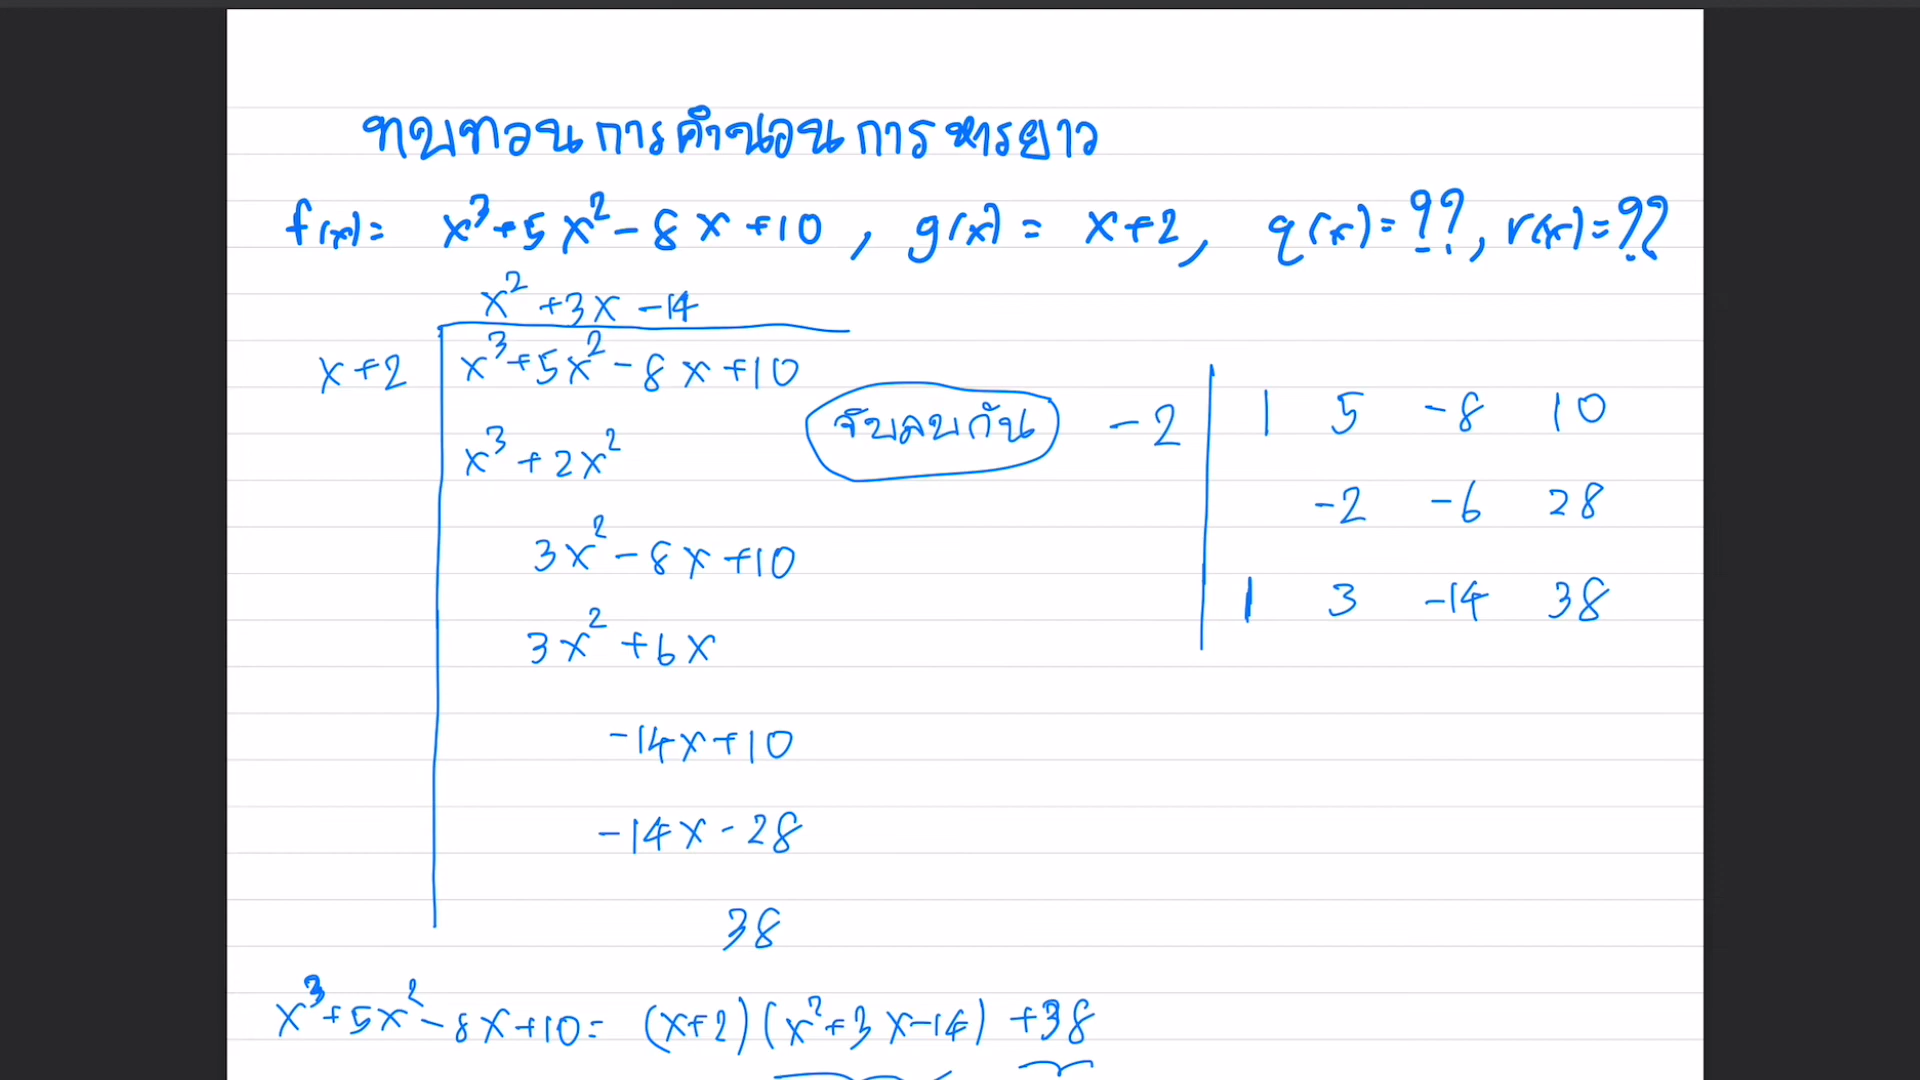 ทบทวนการคำนวนการหารยาว
f(x) = x³+5x²-8x+10 , g(x) = x+2, q(x)=??, r(x)=??
x² +3x -14
x+2 x³+5x²-8x+10
x³+2x²
จับลบกัน
3x²-8x+10
3x²+6x
-14x+10
-14x-28
38
-2 1 5 -8 10
-2 -6 28
1 3 -14 38
x³+5x²-8x+10= (x+2)(x²+3x-14) +38